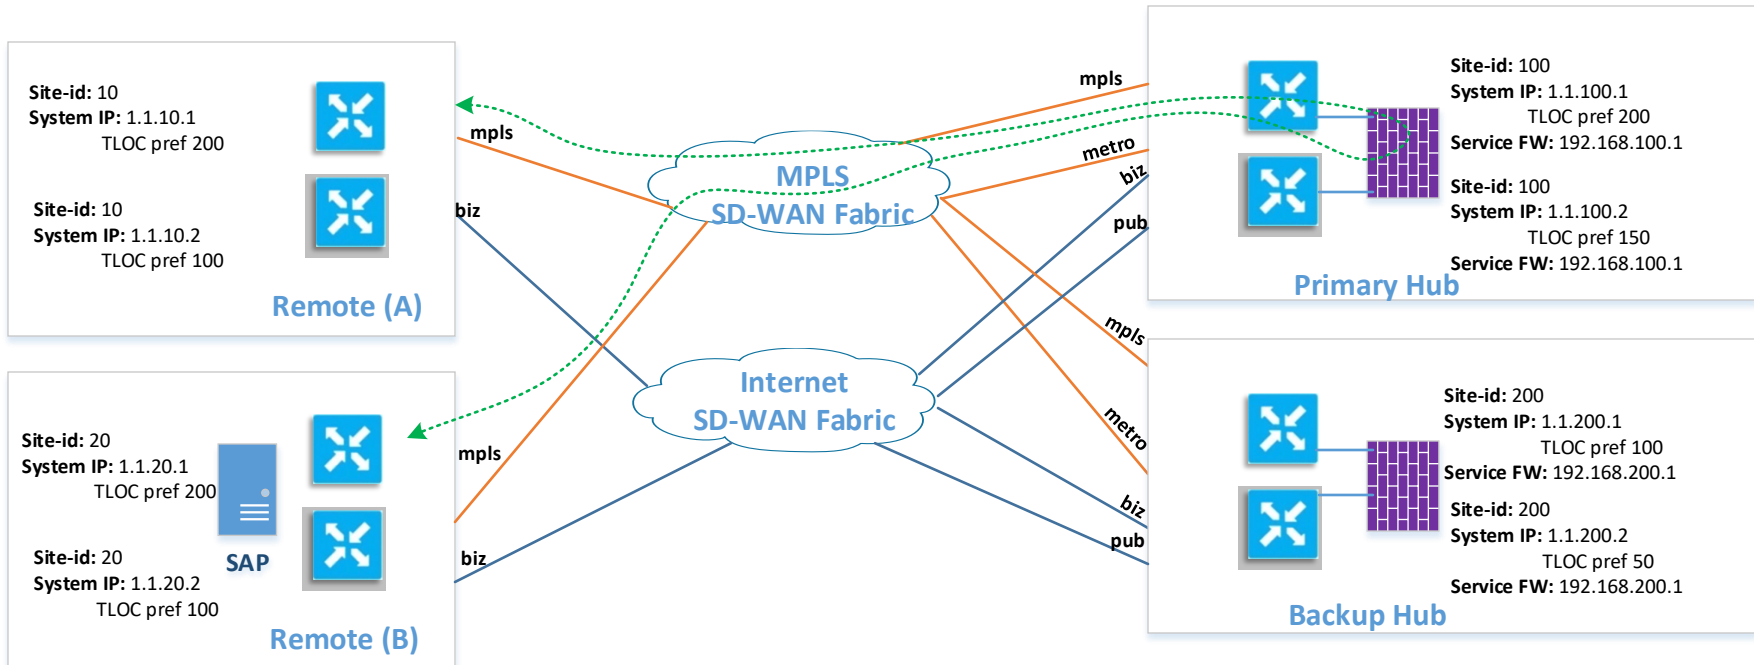 Site-id: 10
System IP: 1.1.10.1
TLOC pref 200
Site-id: 10
System IP: 1.1.10.2
TLOC pref 100
Remote (A)
mpls
biz
Site-id: 20
System IP: 1.1.20.1
TLOC pref 200
SAP
Site-id: 20
System IP: 1.1.20.2
TLOC pref 100
Remote (B)
mpls
biz
MPLS
SD-WAN Fabric
Internet
SD-WAN Fabric
mpls
metro
biz
pub
Site-id: 100
System IP: 1.1.100.1
TLOC pref 200
Service FW: 192.168.100.1
Site-id: 100
System IP: 1.1.100.2
TLOC pref 150
Service FW: 192.168.100.1
Primary Hub
mpls
metro
biz
pub
Site-id: 200
System IP: 1.1.200.1
TLOC pref 100
Service FW: 192.168.200.1
Site-id: 200
System IP: 1.1.200.2
TLOC pref 50
Service FW: 192.168.200.1
Backup Hub